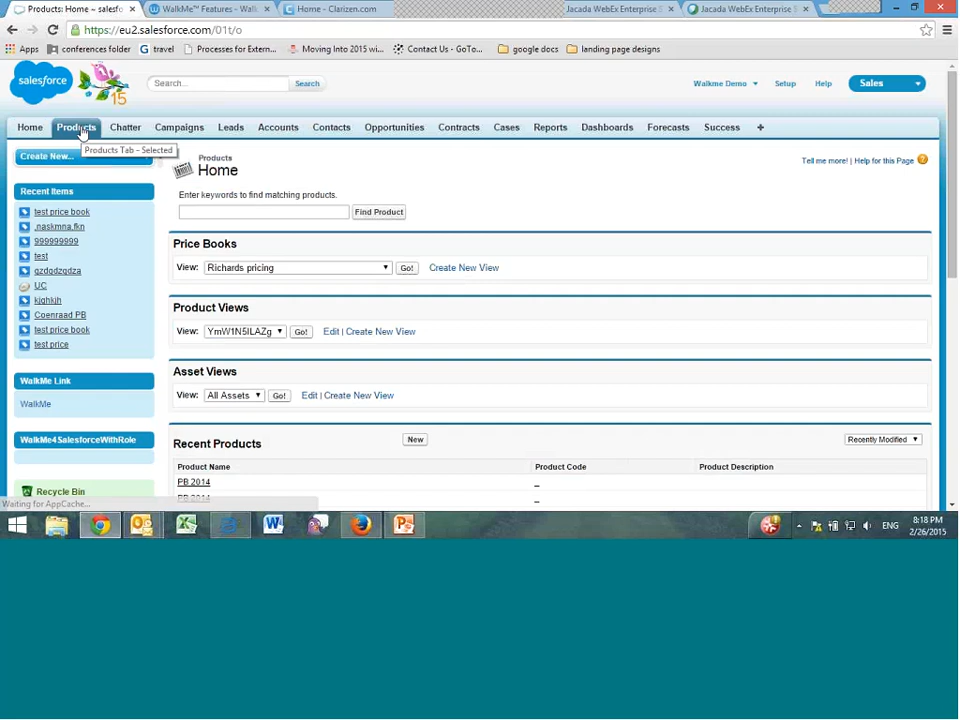 Products: Home ~ salesfo
WalkMe™ Features - Walk
Home - Clarizen.com
Jacada WebEx Enterprise S
Jacada WebEx Enterprise S
https://eu2.salesforce.com/01t/o
Apps
conferences folder
travel
Processes for Extern...
Moving Into 2015 wi...
Contact Us - GoTo...
google docs
landing page designs
salesforce
15
Search...
Search
Walkme Demo
Setup
Help
Sales
Home
Products
Chatter
Campaigns
Leads
Accounts
Contacts
Opportunities
Contracts
Cases
Reports
Dashboards
Forecasts
Success
+
Products Tab - Selected
Create New...
Recent Items
test price book
.naskmna.fkn
999999999
test
qzdqdzqdza
UC
kjghkjh
Coenraad PB
test price book
test price
WalkMe Link
WalkMe
WalkMe4SalesforceWithRole
Recycle Bin
Waiting for AppCache...
Products
Home
Tell me more! | Help for this Page
Enter keywords to find matching products.
Find Product
Price Books
View: Richards pricing Go! Create New View
Product Views
View: YmW1N5ILAZg Go! Edit | Create New View
Asset Views
View: All Assets Go! Edit | Create New View
Recent Products
New
Recently Modified
Product Name
Product Code
Product Description
PB 2014
PB 2014
ENG
8:18 PM
2/26/2015